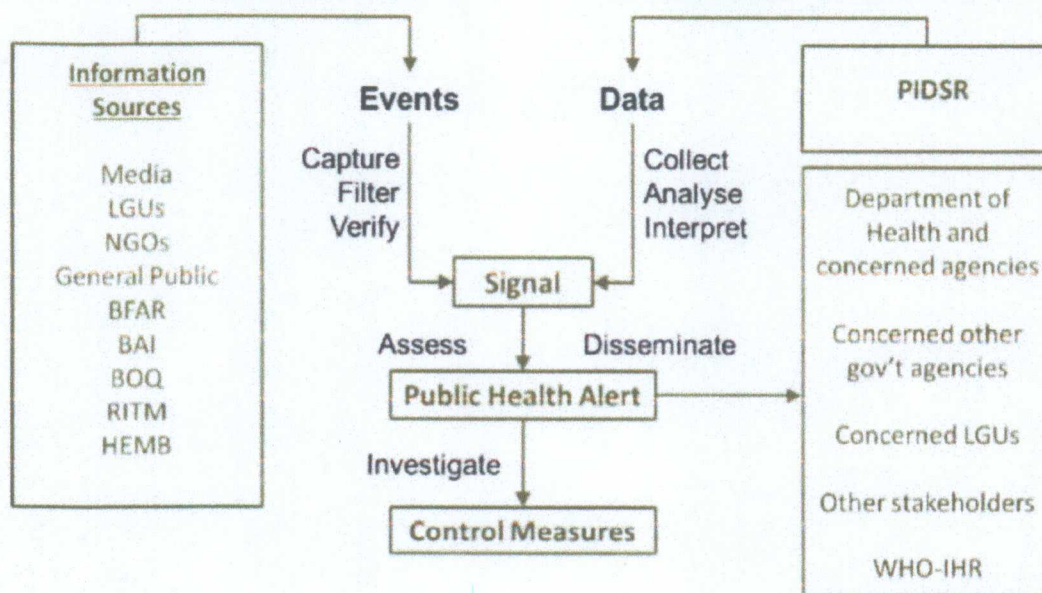 Information
Sources
Media
LGUs
NGOs
General Public
BFAR
BAI
BOQ
RITM
HEMB
Events
Capture
Filter
Verify
Data
Collect
Analyse
Interpret
Signal
Assess
Disseminate
Public Health Alert
Investigate
Control Measures
PIDSR
Department of
Health and
concerned agencies
Concerned other
gov't agencies
Concerned LGUs
Other stakeholders
WHO-IHR